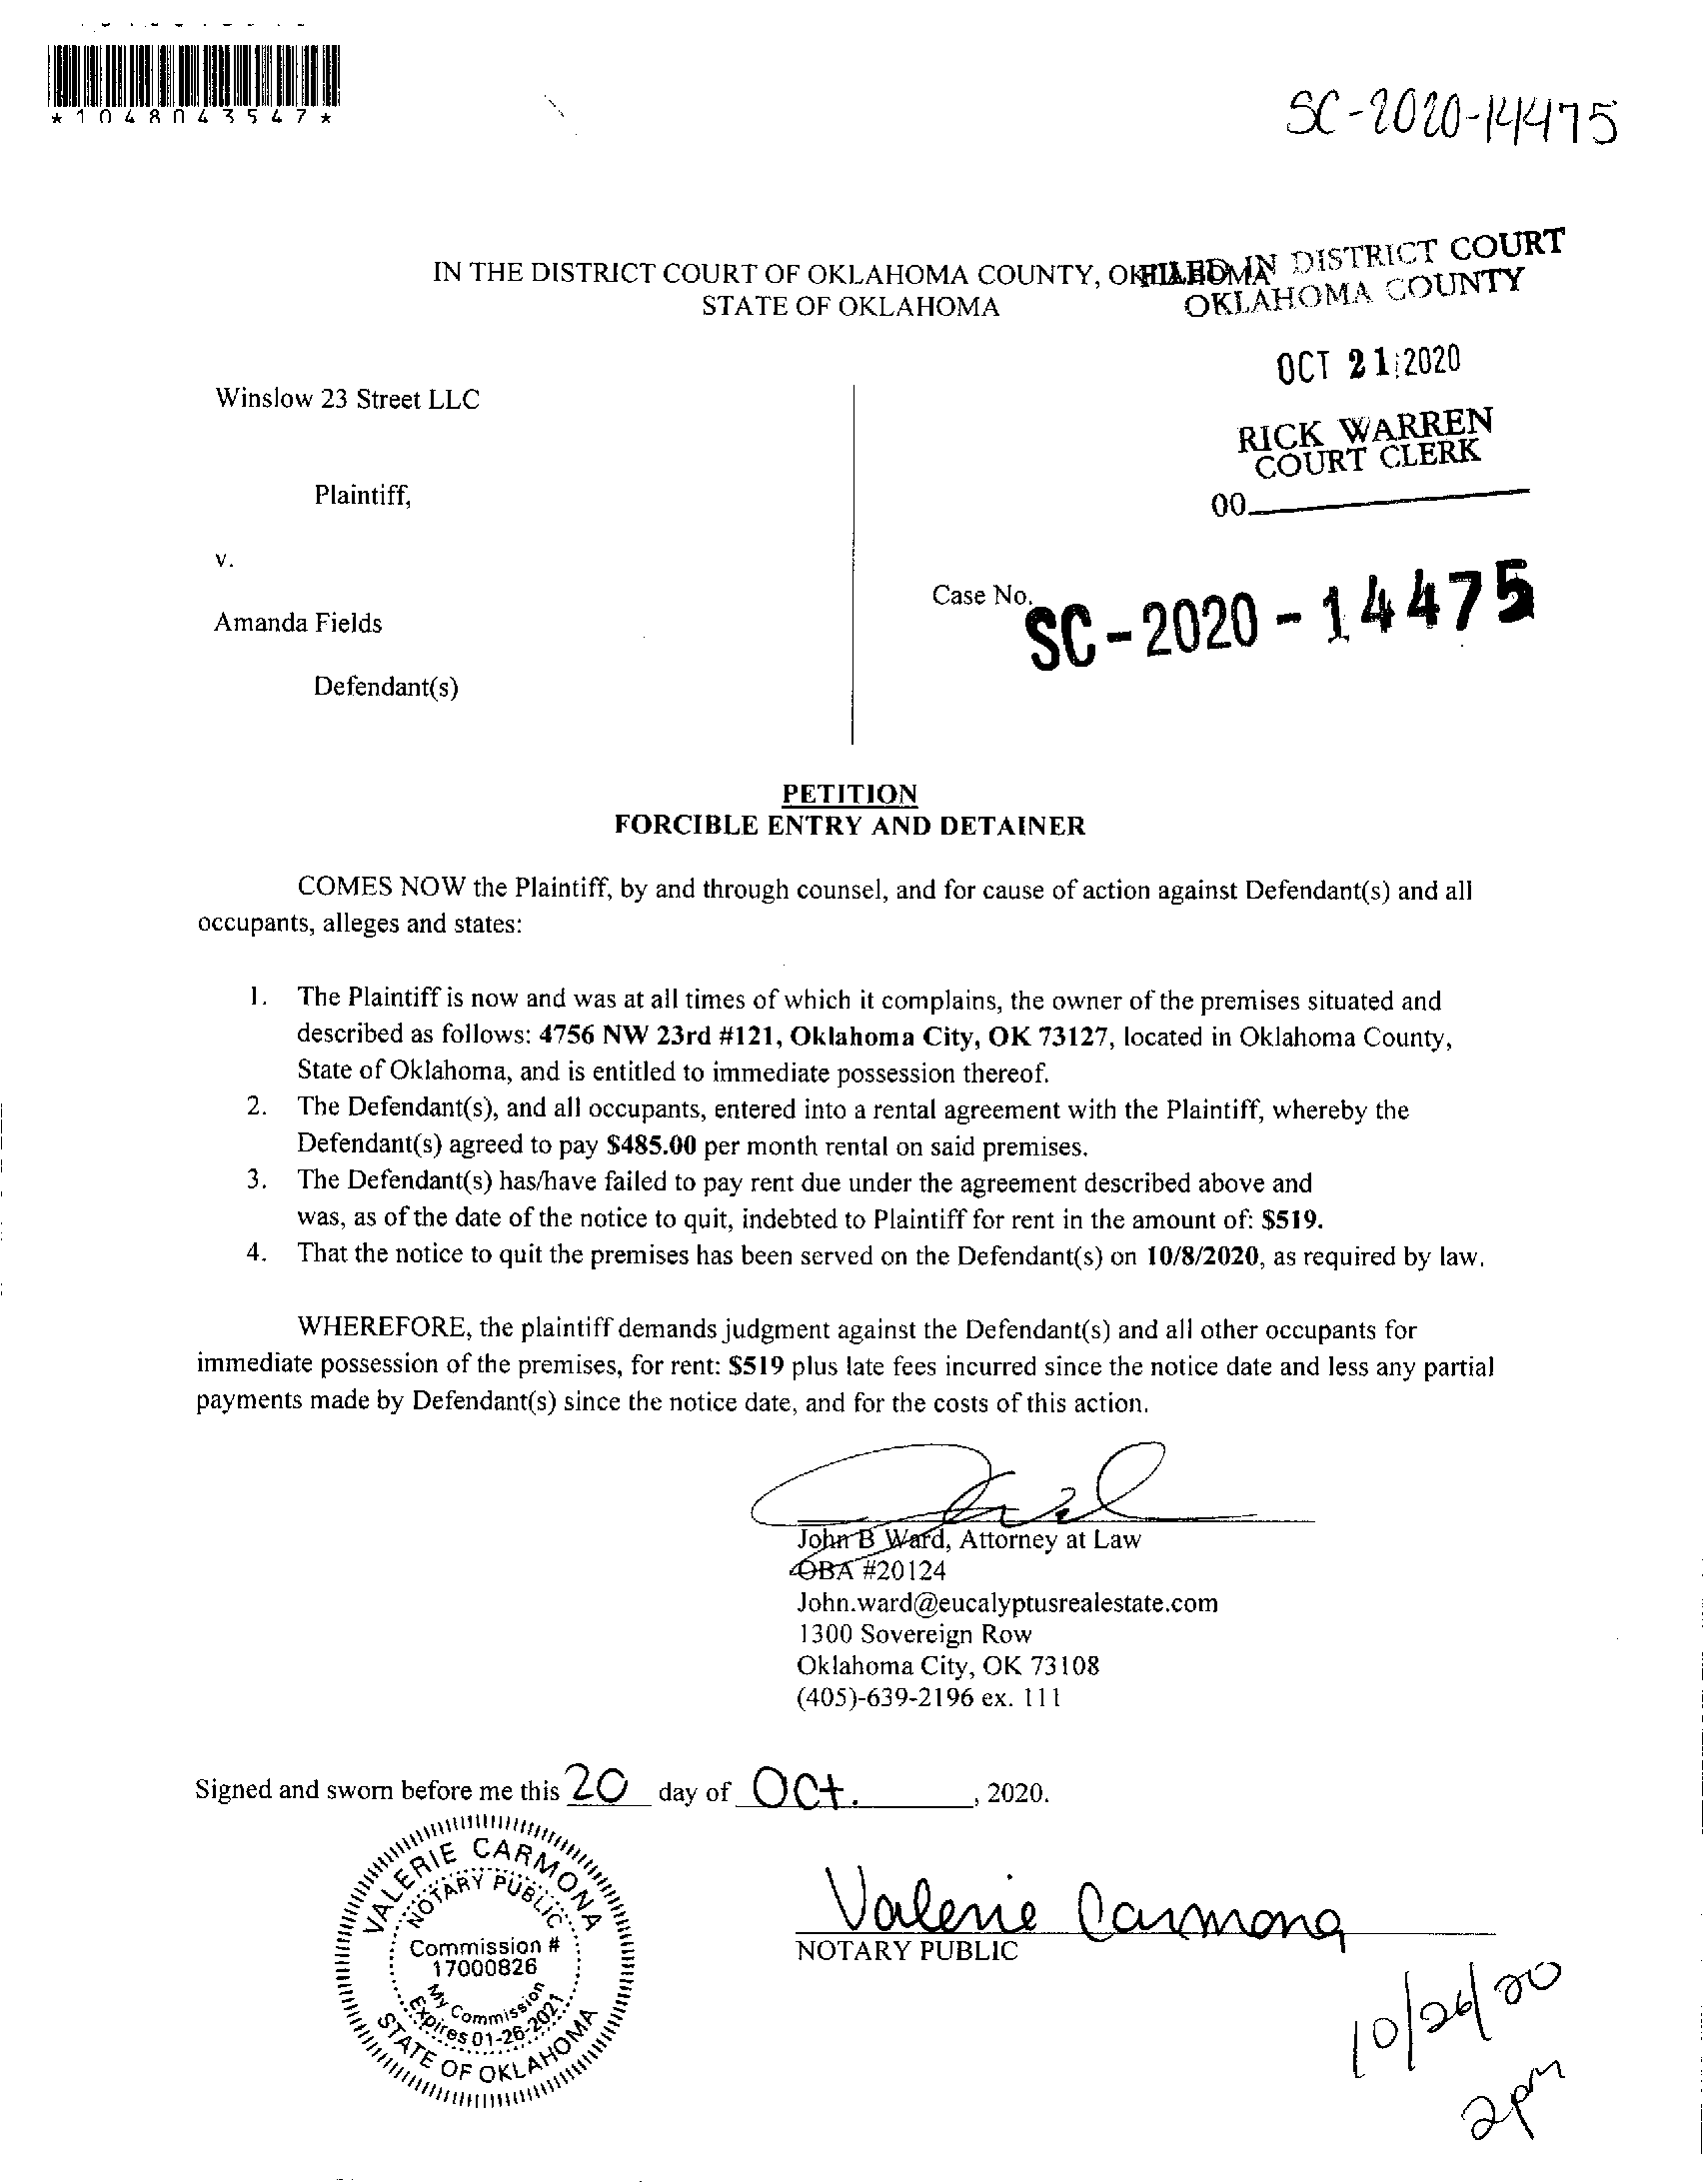 *1048043547*
SC-2020-14475
IN THE DISTRICT COURT OF OKLAHOMA COUNTY, OKLAHOMA
STATE OF OKLAHOMA
FILED IN DISTRICT COURT
OKLAHOMA COUNTY
OCT 21 2020
RICK WARREN
COURT CLERK
00
Winslow 23 Street LLC
Plaintiff,
v.
Amanda Fields
Defendant(s)
Case No.
SC-2020-14475
PETITION
FORCIBLE ENTRY AND DETAINER
COMES NOW the Plaintiff, by and through counsel, and for cause of action against Defendant(s) and all
occupants, alleges and states:
1. The Plaintiff is now and was at all times of which it complains, the owner of the premises situated and
described as follows: 4756 NW 23rd #121, Oklahoma City, OK 73127, located in Oklahoma County,
State of Oklahoma, and is entitled to immediate possession thereof.
2. The Defendant(s), and all occupants, entered into a rental agreement with the Plaintiff, whereby the
Defendant(s) agreed to pay $485.00 per month rental on said premises.
3. The Defendant(s) has/have failed to pay rent due under the agreement described above and
was, as of the date of the notice to quit, indebted to Plaintiff for rent in the amount of: $519.
4. That the notice to quit the premises has been served on the Defendant(s) on 10/8/2020, as required by law.
WHEREFORE, the plaintiff demands judgment against the Defendant(s) and all other occupants for
immediate possession of the premises, for rent: $519 plus late fees incurred since the notice date and less any partial
payments made by Defendant(s) since the notice date, and for the costs of this action.
John B Ward, Attorney at Law
OBA #20124
John.ward@eucalyptusrealestate.com
1300 Sovereign Row
Oklahoma City, OK 73108
(405)-639-2196 ex. 111
Signed and sworn before me this 20 day of Oct. , 2020.
VALERIE CARMONA
NOTARY PUBLIC
Commission #
17000826
My Commission
Expires 01-26-2021
STATE OF OKLAHOMA
Valerie Carmona
NOTARY PUBLIC
10/26/20
2pm